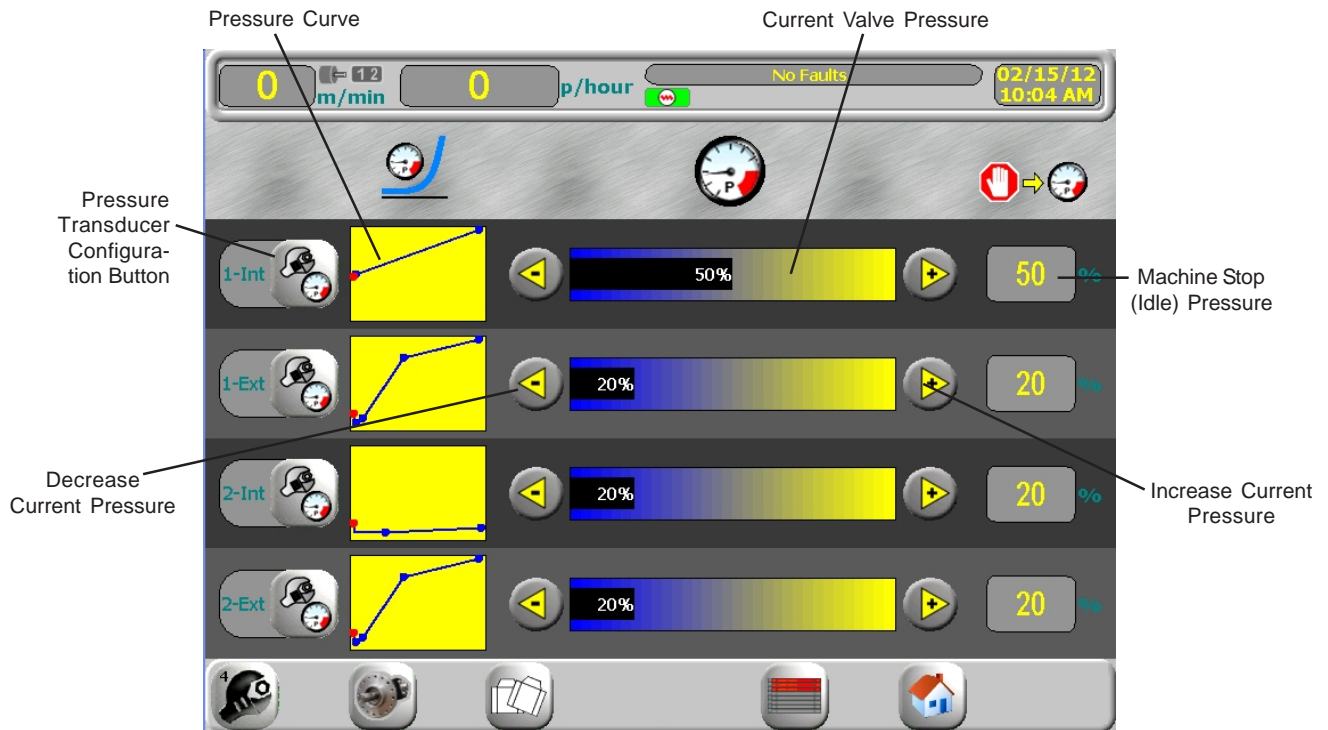 Pressure Curve
Current Valve Pressure
0
1 2
m/min
0
p/hour
No Faults
02/15/12
10:04 AM
P
P
P
Pressure
Transducer
Configura-
tion Button
1-Int
P
-
50%
+
50 %
Machine Stop
(Idle) Pressure
1-Ext
P
-
20%
+
20 %
Decrease
Current Pressure
2-Int
P
-
20%
+
20 %
Increase Current
Pressure
2-Ext
P
-
20%
+
20 %
4